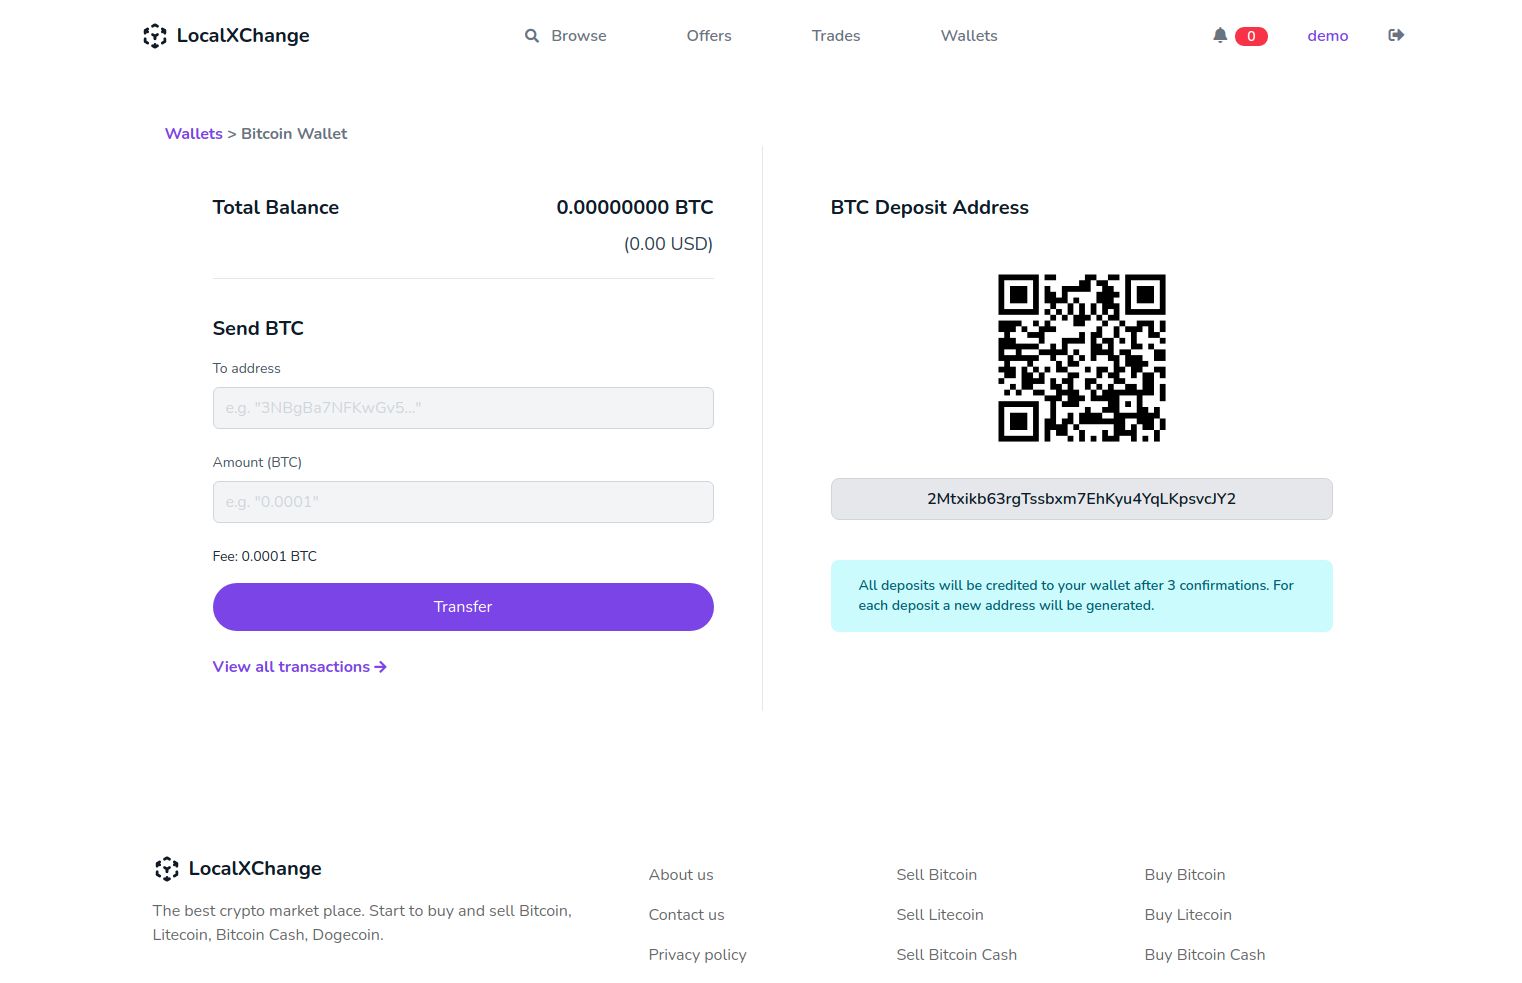 LocalXChange
Browse
Offers
Trades
Wallets
0
demo
Wallets > Bitcoin Wallet
Total Balance
0.00000000 BTC
(0.00 USD)
Send BTC
To address
e.g. "3NBgBa7NFKwGv5..."
Amount (BTC)
e.g. "0.0001"
Fee: 0.0001 BTC
Transfer
View all transactions
BTC Deposit Address
2Mtxikb63rgTssbxm7EhKyu4YqLKpsvcJY2
All deposits will be credited to your wallet after 3 confirmations. For
each deposit a new address will be generated.
LocalXChange
The best crypto market place. Start to buy and sell Bitcoin,
Litecoin, Bitcoin Cash, Dogecoin.
About us
Contact us
Privacy policy
Sell Bitcoin
Sell Litecoin
Sell Bitcoin Cash
Buy Bitcoin
Buy Litecoin
Buy Bitcoin Cash